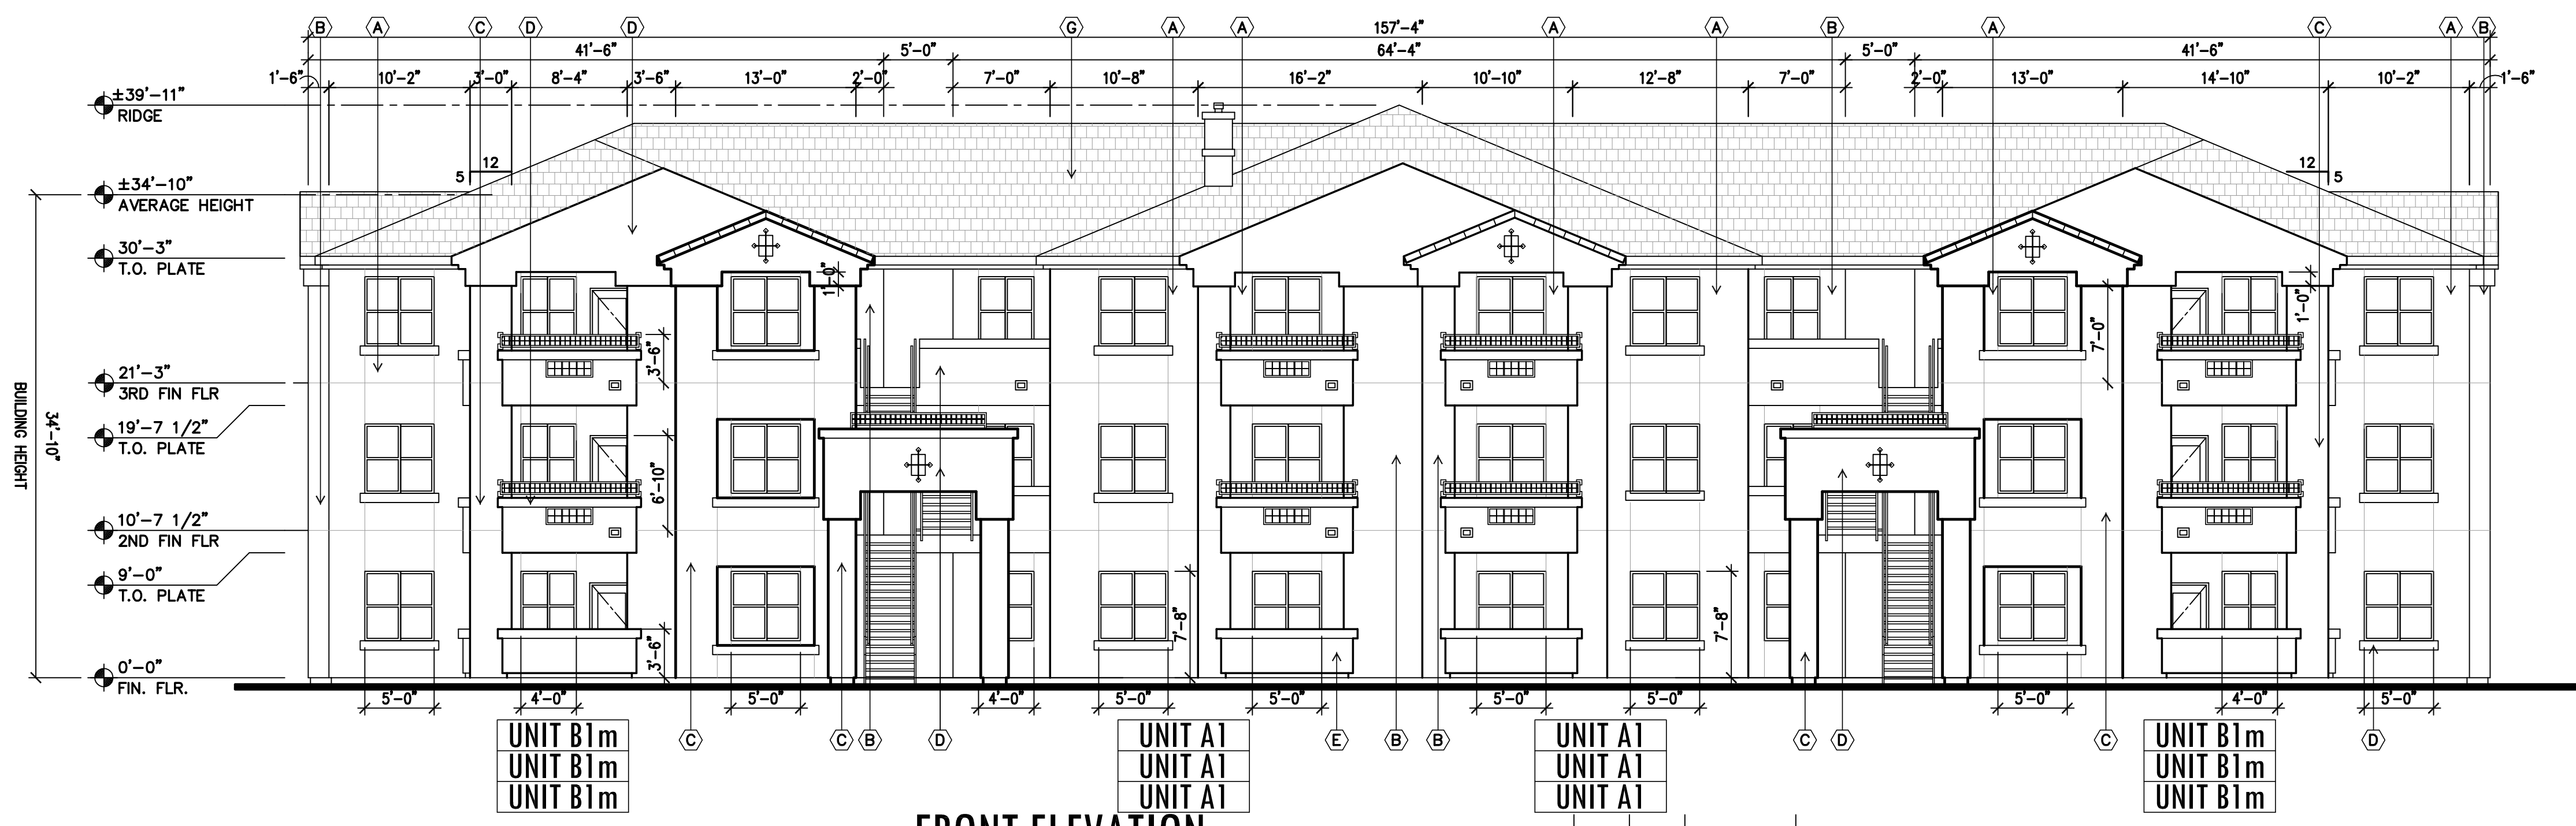 B A C D D G A A A A B A C A B
157'-4"
41'-6" 5'-0" 64'-4" 5'-0" 41'-6"
1'-6" 10'-2" 3'-0" 8'-4" 3'-6" 13'-0" 2'-0" 7'-0" 10'-8" 16'-2" 10'-10" 12'-8" 7'-0" 2'-0" 13'-0" 14'-10" 10'-2" 1'-6"
±39'-11"
RIDGE
12 12
5 5
±34'-10"
AVERAGE HEIGHT
30'-3"
T.O. PLATE
1'-0" 1'-0"
3'-6" 7'-0"
21'-3"
3RD FIN FLR
19'-7 1/2"
T.O. PLATE
BUILDING HEIGHT
34'-10"
6'-10"
10'-7 1/2"
2ND FIN FLR
9'-0"
T.O. PLATE
3'-6" 7'-8" 7'-8"
0'-0"
FIN. FLR.
5'-0" 4'-0" 5'-0" 4'-0" 5'-0" 5'-0" 5'-0" 5'-0" 5'-0" 4'-0" 5'-0"
C C B D E B B C D C D
UNIT B1m UNIT A1 UNIT A1 UNIT B1m
UNIT B1m UNIT A1 UNIT A1 UNIT B1m
UNIT B1m UNIT A1 UNIT A1 UNIT B1m
FRONT ELEVATION